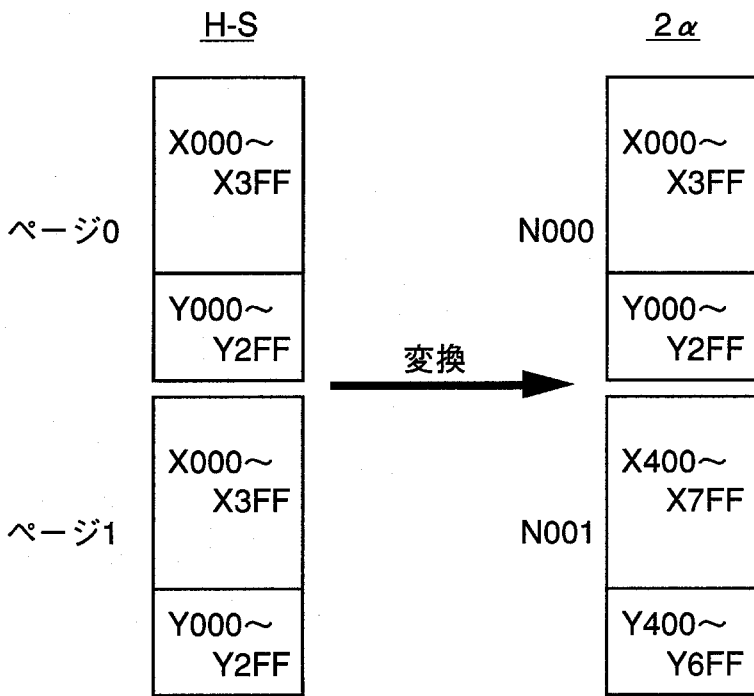 H-S
2α
X000～
X3FF
ページ0
Y000～
Y2FF
X000～
X3FF
N000
Y000～
Y2FF
変換
X000～
X3FF
ページ1
Y000～
Y2FF
X400～
X7FF
N001
Y400～
Y6FF